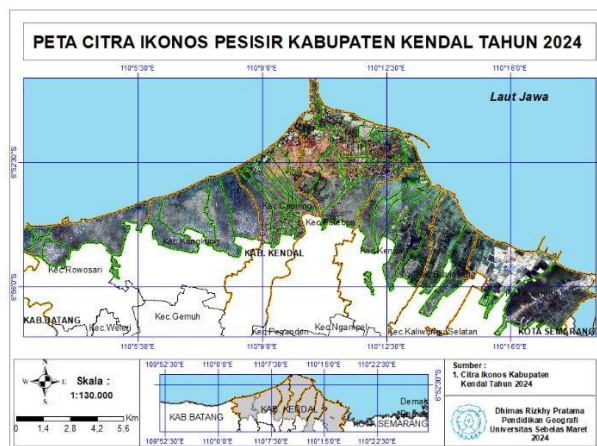 PETA CITRA IKONOS PESISIR KABUPATEN KENDAL TAHUN 2024
110°5'30"E 110°9'0"E 110°12'30"E 110°16'0"E
Laut Jawa
6°52'30"S
6°56'0"S
Kec.Kangkung
Kec.Rowosari
KAB. KENDAL
KAB.BATANG
Kec.Weleri
Kec.Gemuh
Kec.Pegandon
Kec.Ngampel
Kec.Kaliwungu Selatan
KOTA SEMARANG
110°5'30"E 110°9'0"E 110°12'30"E 110°16'0"E
N
W E
S
Skala :
1:130.000
0 1,4 2,8 4,2 5,6
Km
109°52'30"E 110°0'0"E 110°7'30"E 110°15'0"E 110°22'30"E
KAB BATANG
KAB. KENDAL
Demak
KOTA SEMARANG
109°52'30"E 110°0'0"E 110°7'30"E 110°15'0"E 110°22'30"E
Sumber :
1. Citra Ikonos Kabupaten
Kendal Tahun 2024
Dhimas Rizkhy Pratama
Pendidikan Geografi
Universitas Sebelas Maret
2024